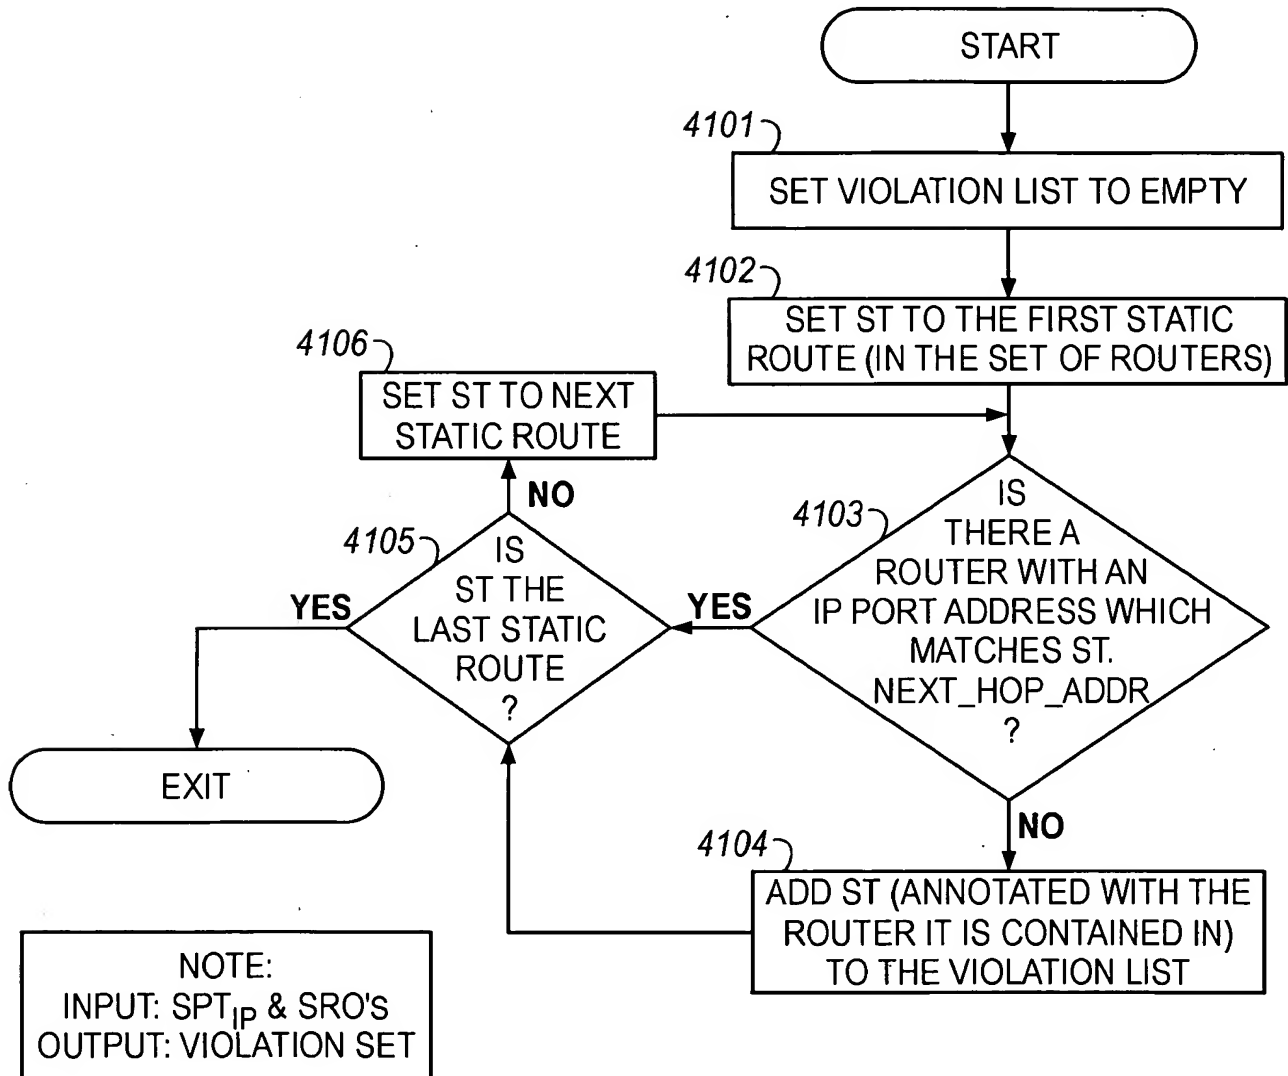 START
4101
SET VIOLATION LIST TO EMPTY
4102
SET ST TO THE FIRST STATIC
ROUTE (IN THE SET OF ROUTERS)
4106
SET ST TO NEXT
STATIC ROUTE
NO
4105
IS
ST THE
LAST STATIC
ROUTE
?
YES
YES
4103
IS
THERE A
ROUTER WITH AN
IP PORT ADDRESS WHICH
MATCHES ST.
NEXT_HOP_ADDR
?
EXIT
NO
4104
ADD ST (ANNOTATED WITH THE
ROUTER IT IS CONTAINED IN)
TO THE VIOLATION LIST
NOTE:
INPUT: SPT_IP & SRO'S
OUTPUT: VIOLATION SET